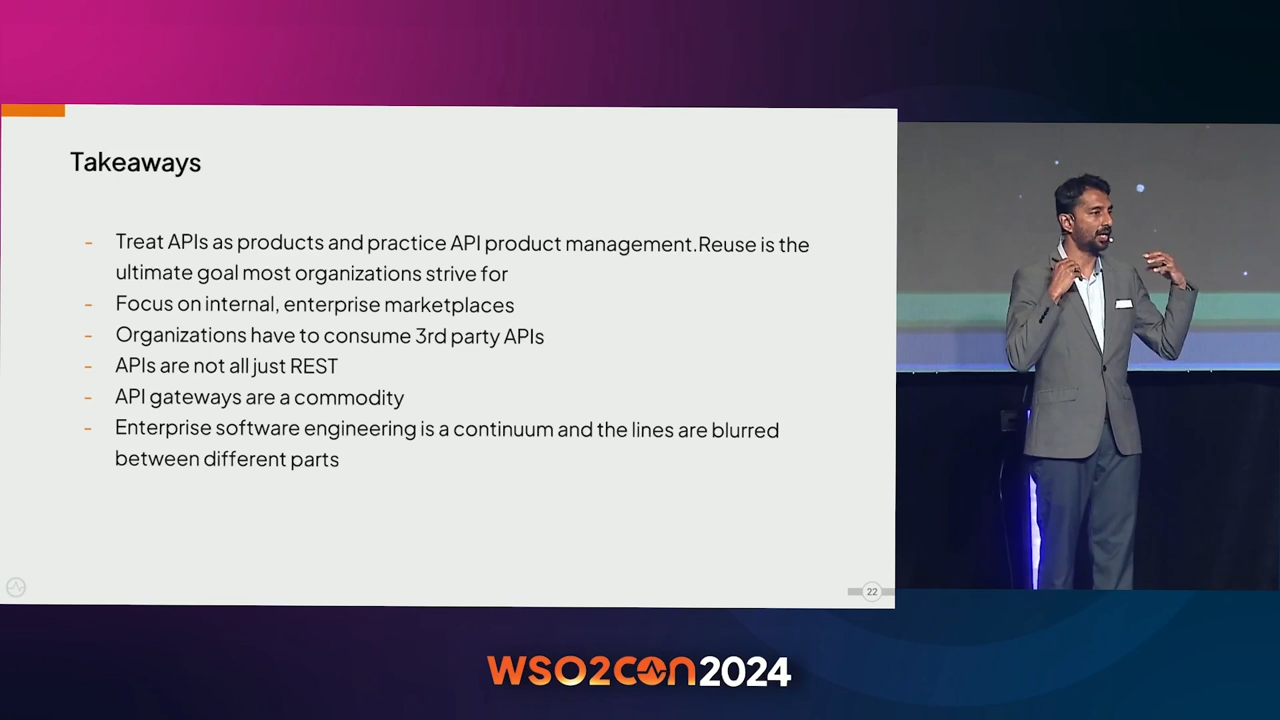 Takeaways
- Treat APIs as products and practice API product management.Reuse is the
ultimate goal most organizations strive for
- Focus on internal, enterprise marketplaces
- Organizations have to consume 3rd party APIs
- APIs are not all just REST
- API gateways are a commodity
- Enterprise software engineering is a continuum and the lines are blurred
between different parts
22
WSO2CON2024